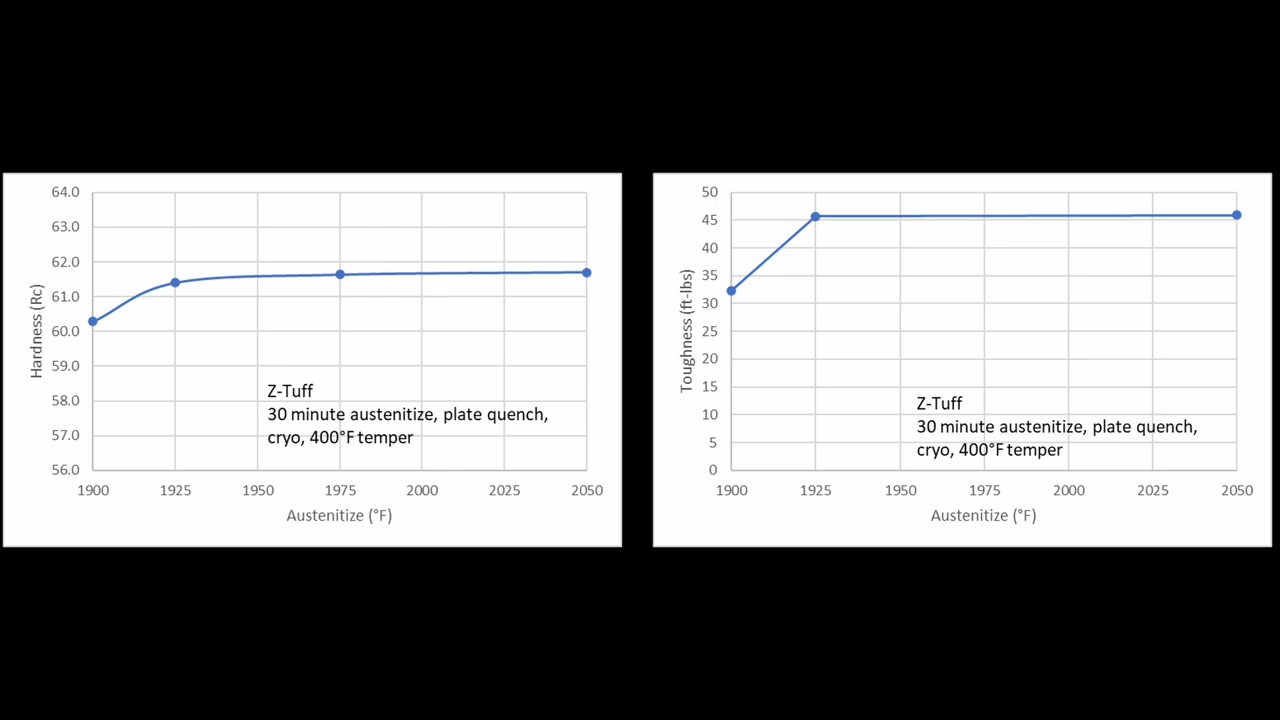 64.0
63.0
62.0
61.0
60.0
59.0
58.0
57.0
56.0
Hardness (Rc)
Z-Tuff
30 minute austenitize, plate quench,
cryo, 400°F temper
1900 1925 1950 1975 2000 2025 2050
Austenitize (°F)
50
45
40
35
30
25
20
15
10
5
0
Toughness (ft-lbs)
Z-Tuff
30 minute austenitize, plate quench,
cryo, 400°F temper
1900 1925 1950 1975 2000 2025 2050
Austenitize (°F)